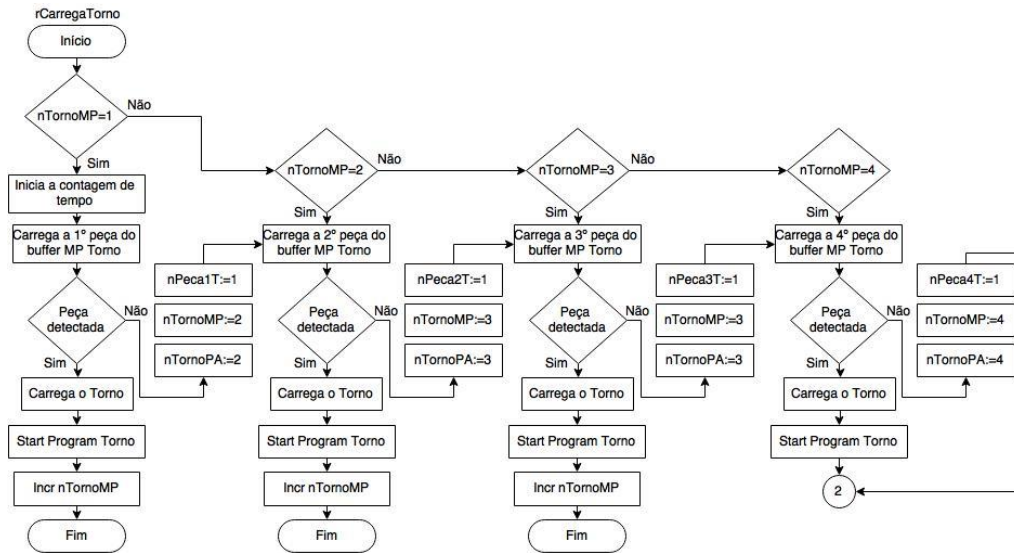 rCarregaTorno
Início
nTornoMP=1
Não
Sim
Inicia a contagem de
tempo
Carrega a 1º peça do
buffer MP Torno
Peça
detectada
Não
Sim
Carrega o Torno
Start Program Torno
Incr nTornoMP
Fim
nPeca1T:=1
nTornoMP:=2
nTornoPA:=2
nTornoMP=2
Não
Sim
Carrega a 2º peça do
buffer MP Torno
Peça
detectada
Não
Sim
Carrega o Torno
Start Program Torno
Incr nTornoMP
Fim
nPeca2T:=1
nTornoMP:=3
nTornoPA:=3
nTornoMP=3
Não
Sim
Carrega a 3º peça do
buffer MP Torno
Peça
detectada
Não
Sim
Carrega o Torno
Start Program Torno
Incr nTornoMP
Fim
nPeca3T:=1
nTornoMP:=3
nTornoPA:=3
nTornoMP=4
Sim
Carrega a 4º peça do
buffer MP Torno
Peça
detectada
Não
Sim
Carrega o Torno
Start Program Torno
2
nPeca4T:=1
nTornoMP:=4
nTornoPA:=4